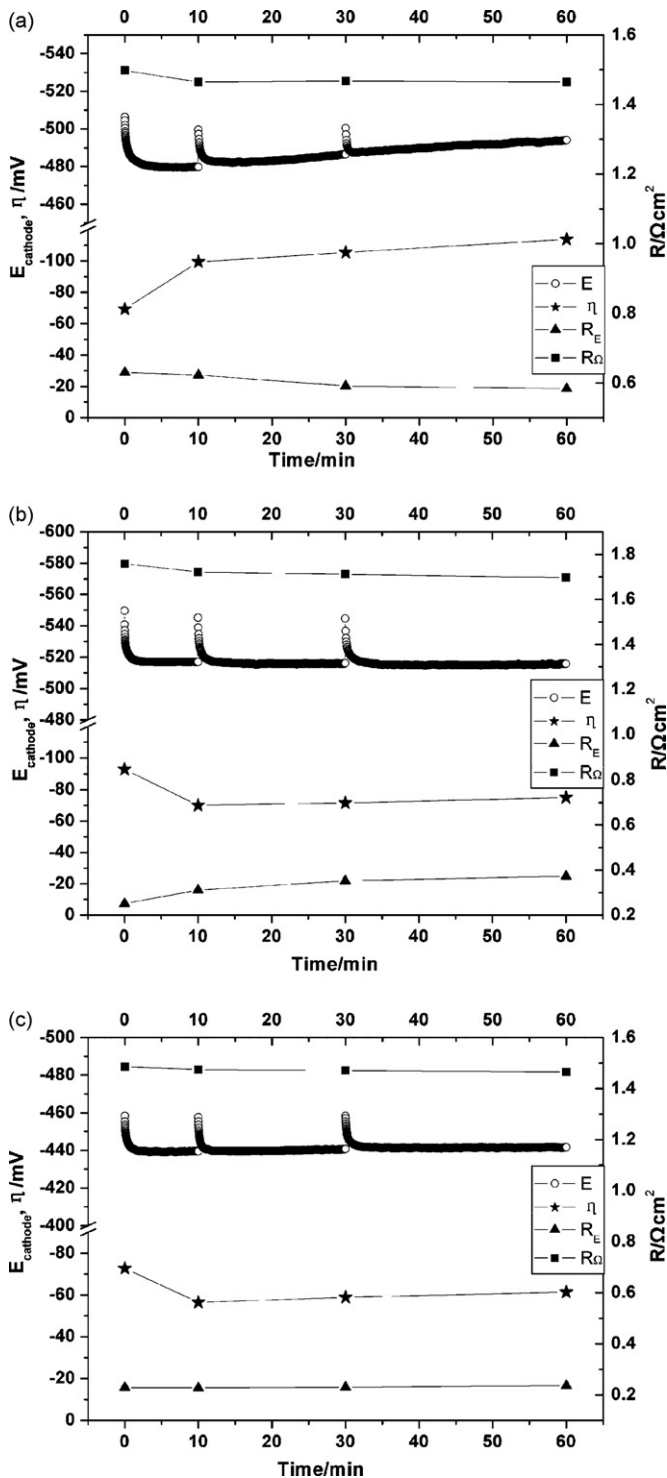 (a)
0 10 20 30 40 50 60
-540
-520
-500
-480
-460
-100
-80
-60
-40
-20
0
E_cathode, η /mV
1.6
1.4
1.2
1.0
0.8
0.6
R/Ωcm²
E
η
R_E
R_Ω
0 10 20 30 40 50 60
Time/min
(b)
0 10 20 30 40 50 60
-600
-580
-560
-540
-520
-500
-480
-100
-80
-60
-40
-20
0
E_cathode, η /mV
1.8
1.6
1.4
1.2
1.0
0.8
0.6
0.4
0.2
R/Ωcm²
E
η
R_E
R_Ω
0 10 20 30 40 50 60
Time/min
(c)
0 10 20 30 40 50 60
-500
-480
-460
-440
-420
-400
-80
-60
-40
-20
0
E_cathode, η /mV
1.6
1.4
1.2
1.0
0.8
0.6
0.4
0.2
R/Ωcm²
E
η
R_E
R_Ω
0 10 20 30 40 50 60
Time/min